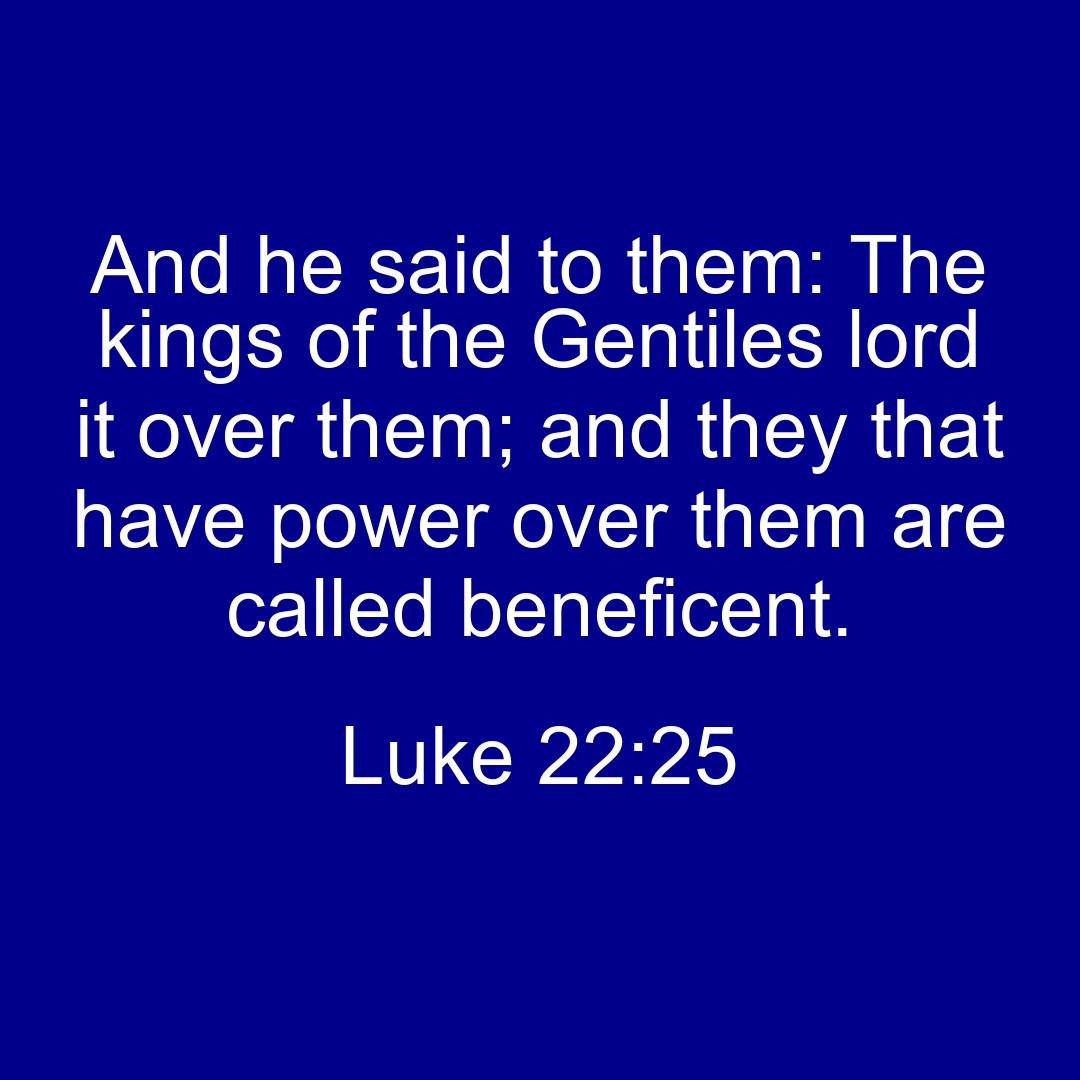 And he said to them: The
kings of the Gentiles lord
it over them; and they that
have power over them are
called beneficent.
Luke 22:25